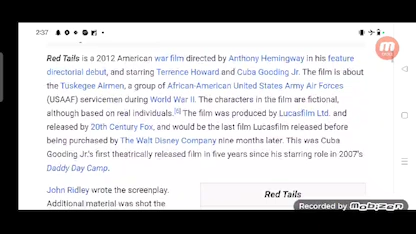 2:37
Red Tails is a 2012 American war film directed by Anthony Hemingway in his feature
directorial debut, and starring Terrence Howard and Cuba Gooding Jr. The film is about
the Tuskegee Airmen, a group of African-American United States Army Air Forces
(USAAF) servicemen during World War II. The characters in the film are fictional,
although based on real individuals.[5] The film was produced by Lucasfilm Ltd. and
released by 20th Century Fox, and would be the last film Lucasfilm released before
being purchased by The Walt Disney Company nine months later. This was Cuba
Gooding Jr.'s first theatrically released film in five years since his starring role in 2007's
Daddy Day Camp.
John Ridley wrote the screenplay.
Additional material was shot the
Red Tails
Recorded by Mobizen